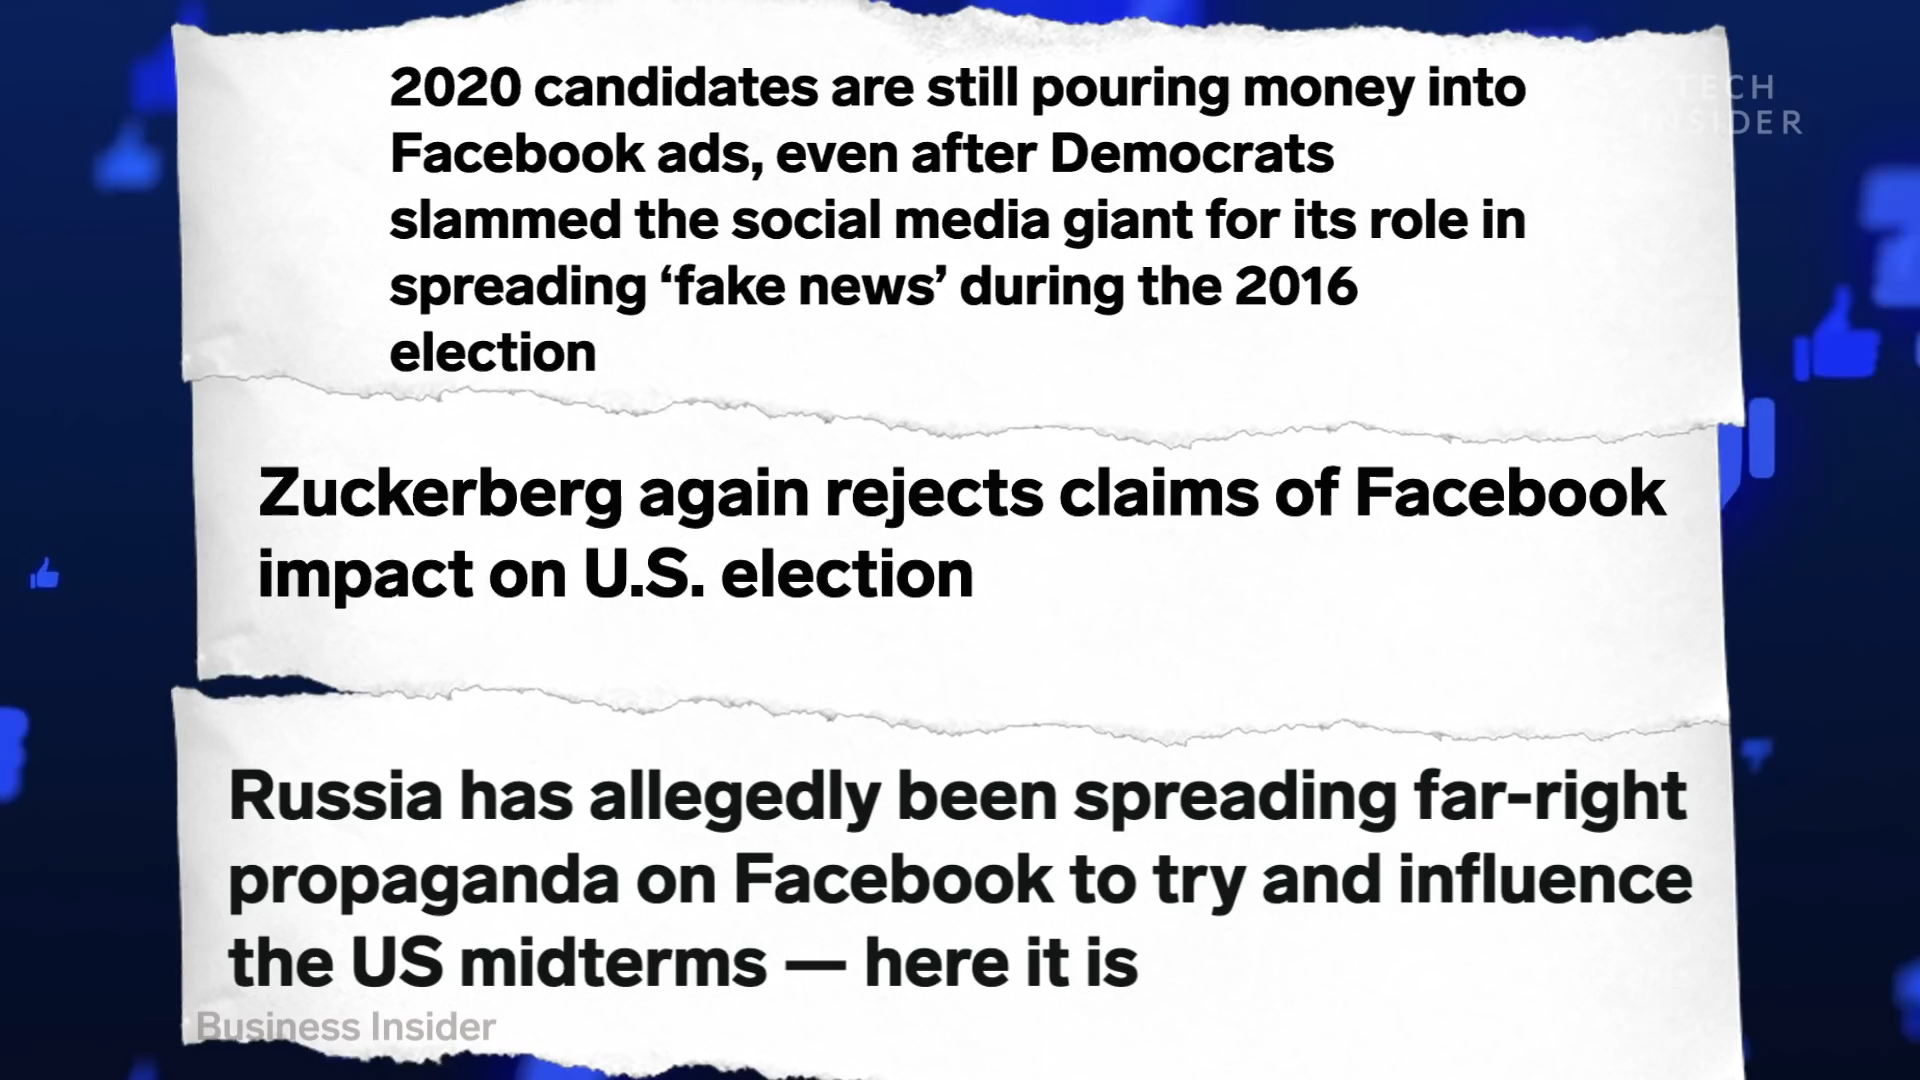 2020 candidates are still pouring money into
Facebook ads, even after Democrats
slammed the social media giant for its role in
spreading ‘fake news’ during the 2016
election
TECH
INSIDER
Zuckerberg again rejects claims of Facebook
impact on U.S. election
Russia has allegedly been spreading far-right
propaganda on Facebook to try and influence
the US midterms — here it is
Business Insider